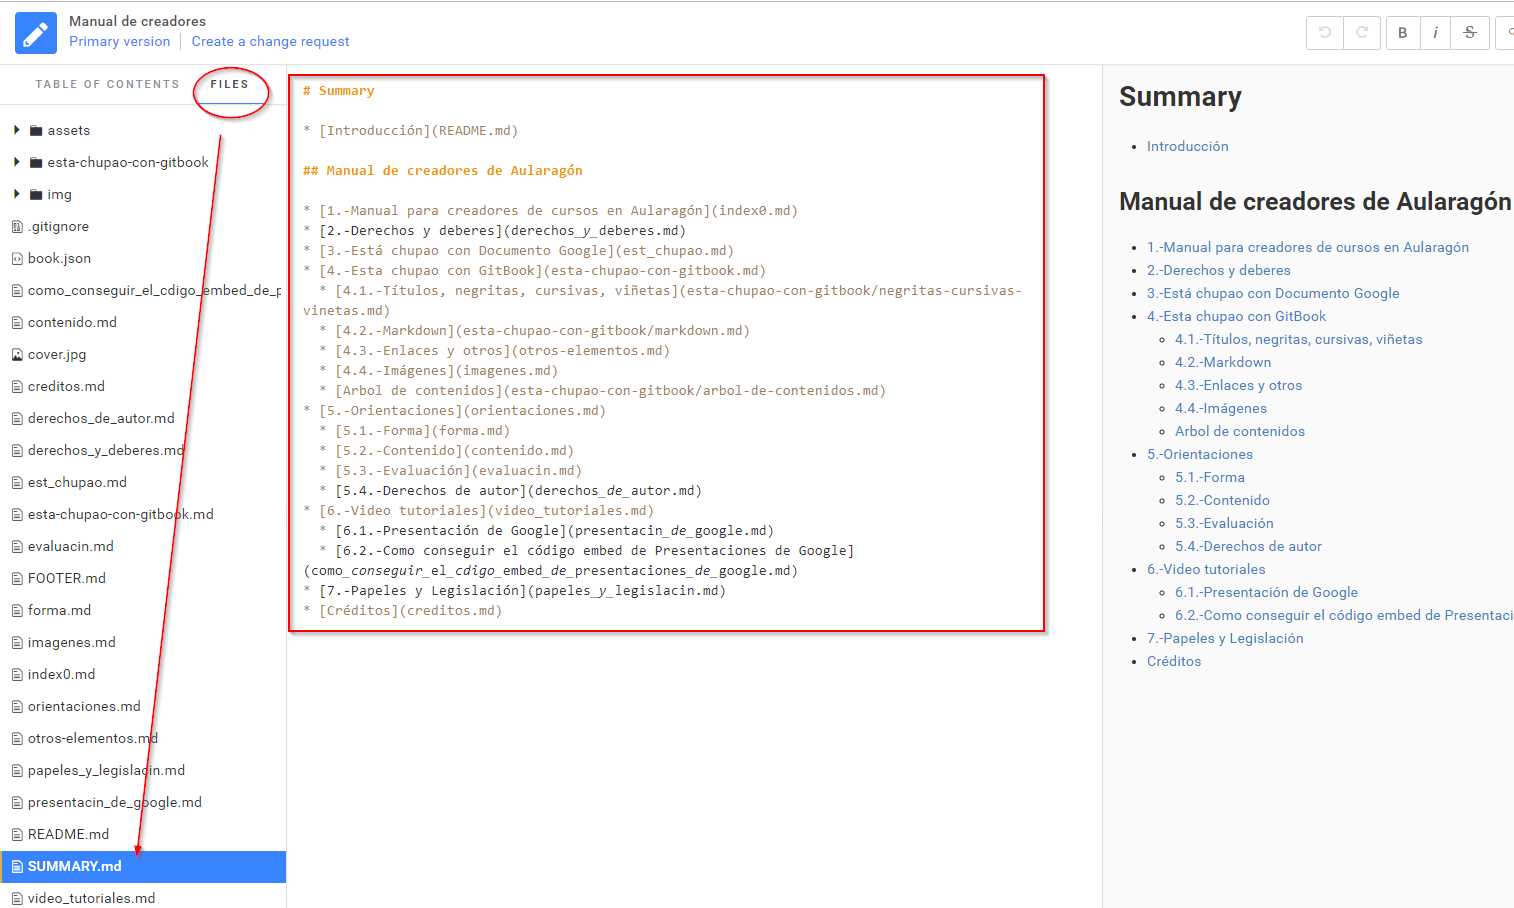 Manual de creadores
Primary version
Create a change request
B i S
TABLE OF CONTENTS
FILES
assets
esta-chupao-con-gitbook
img
.gitignore
book.json
como_conseguir_el_cdigo_embed_de_p
contenido.md
cover.jpg
creditos.md
derechos_de_autor.md
derechos_y_deberes.md
est_chupao.md
esta-chupao-con-gitbook.md
evaluacin.md
FOOTER.md
forma.md
imagenes.md
index0.md
orientaciones.md
otros-elementos.md
papeles_y_legislacin.md
presentacin_de_google.md
README.md
SUMMARY.md
video_tutoriales.md
# Summary
* [Introducción](README.md)
## Manual de creadores de Aularagón
* [1.-Manual para creadores de cursos en Aularagón](index0.md)
* [2.-Derechos y deberes](derechos_y_deberes.md)
* [3.-Está chupao con Documento Google](est_chupao.md)
* [4.-Esta chupao con GitBook](esta-chupao-con-gitbook.md)
* [4.1.-Títulos, negritas, cursivas, viñetas](esta-chupao-con-gitbook/negritas-cursivas-
vinetas.md)
* [4.2.-Markdown](esta-chupao-con-gitbook/markdown.md)
* [4.3.-Enlaces y otros](otros-elementos.md)
* [4.4.-Imágenes](imagenes.md)
* [Arbol de contenidos](esta-chupao-con-gitbook/arbol-de-contenidos.md)
* [5.-Orientaciones](orientaciones.md)
* [5.1.-Forma](forma.md)
* [5.2.-Contenido](contenido.md)
* [5.3.-Evaluación](evaluacin.md)
* [5.4.-Derechos de autor](derechos_de_autor.md)
* [6.-Video tutoriales](video_tutoriales.md)
* [6.1.-Presentación de Google](presentacin_de_google.md)
* [6.2.-Como conseguir el código embed de Presentaciones de Google]
(como_conseguir_el_cdigo_embed_de_presentaciones_de_google.md)
* [7.-Papeles y Legislación](papeles_y_legislacin.md)
* [Créditos](creditos.md)
Summary
Introducción
Manual de creadores de Aularagón
1.-Manual para creadores de cursos en Aularagón
2.-Derechos y deberes
3.-Está chupao con Documento Google
4.-Esta chupao con GitBook
4.1.-Títulos, negritas, cursivas, viñetas
4.2.-Markdown
4.3.-Enlaces y otros
4.4.-Imágenes
Arbol de contenidos
5.-Orientaciones
5.1.-Forma
5.2.-Contenido
5.3.-Evaluación
5.4.-Derechos de autor
6.-Video tutoriales
6.1.-Presentación de Google
6.2.-Como conseguir el código embed de Presentaci
7.-Papeles y Legislación
Créditos